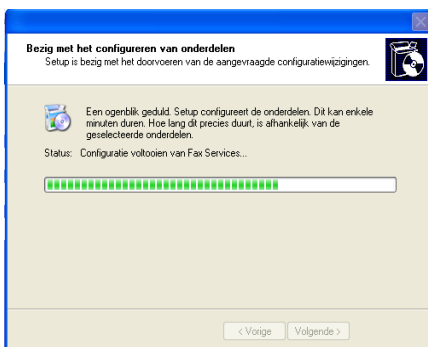 Bezig met het configureren van onderdelen
Setup is bezig met het doorvoeren van de aangevraagde configuratiewijzigingen.
Een ogenblik geduld. Setup configureert de onderdelen. Dit kan enkele
minuten duren. Hoe lang dit precies duurt, is afhankelijk van de
geselecteerde onderdelen.
Status: Configuratie voltooien van Fax Services...
< Vorige Volgende >